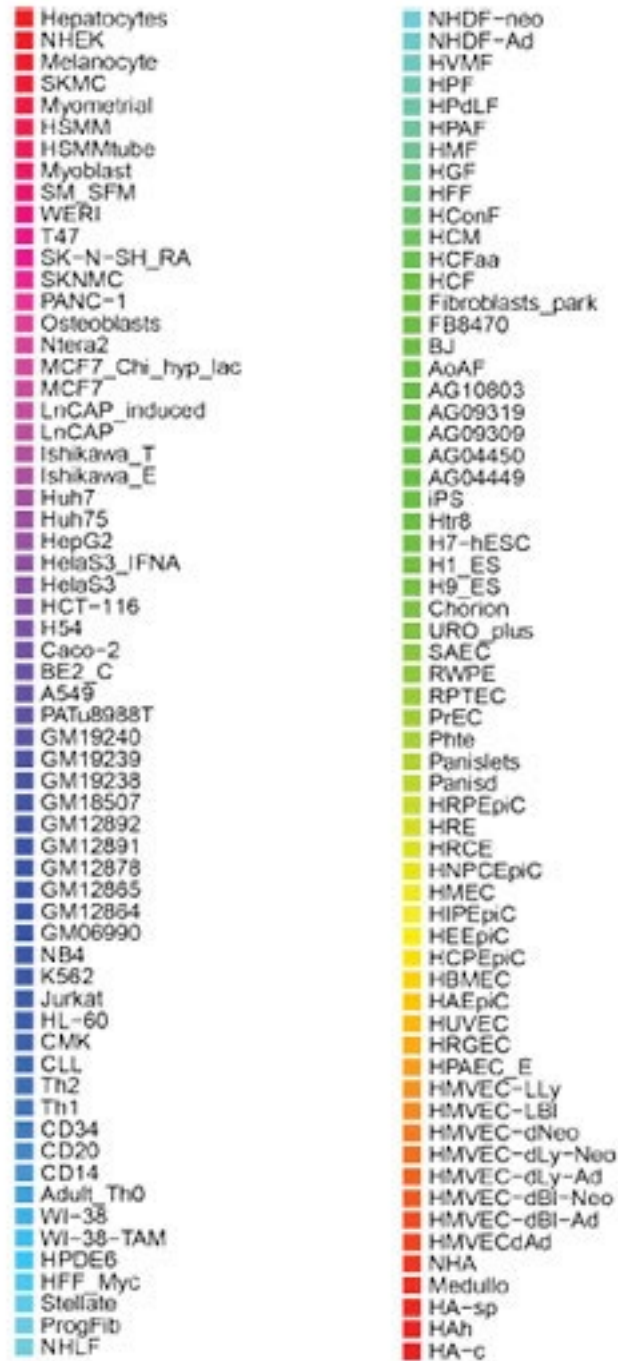 Hepatocytes
NHEK
Melanocyte
SKMC
Myometrial
HSMM
HSMMtube
Myoblast
SM_SFM
WERI
T47
SK-N-SH_RA
SKNMC
PANC-1
Osteoblasts
Ntera2
MCF7_Chi_hyp_lac
MCF7
LnCAP_induced
LnCAP
Ishikawa_T
Ishikawa_E
Huh7
Huh75
HepG2
HelaS3_IFNA
HelaS3
HCT-116
H54
Caco-2
BE2_C
A549
PATu8988T
GM19240
GM19239
GM19238
GM18507
GM12892
GM12891
GM12878
GM12865
GM12864
GM06990
NB4
K562
Jurkat
HL-60
CMK
CLL
Th2
Th1
CD34
CD20
CD14
Adult_Th0
WI-38
WI-38-TAM
HPDE6
HFF_Myc
Stellate
ProgFib
NHLF
NHDF-neo
NHDF-Ad
HVMF
HPF
HPdLF
HPAF
HMF
HGF
HFF
HConF
HCM
HCFaa
HCF
Fibroblasts_park
FB8470
BJ
AoAF
AG10803
AG09319
AG09309
AG04450
AG04449
iPS
Htr8
H7-hESC
H1_ES
H9_ES
Chorion
URO_plus
SAEC
RWPE
RPTEC
PrEC
Phte
Panislets
Panisd
HRPEpiC
HRE
HRCE
HNPCEpiC
HMEC
HIPEpiC
HEEpiC
HCPEpiC
HBMEC
HAEpiC
HUVEC
HRGEC
HPAEC_E
HMVEC-LLy
HMVEC-LBl
HMVEC-dNeo
HMVEC-dLy-Neo
HMVEC-dLy-Ad
HMVEC-dBl-Neo
HMVEC-dBl-Ad
HMVECdAd
NHA
Medullo
HA-sp
HAh
HA-c